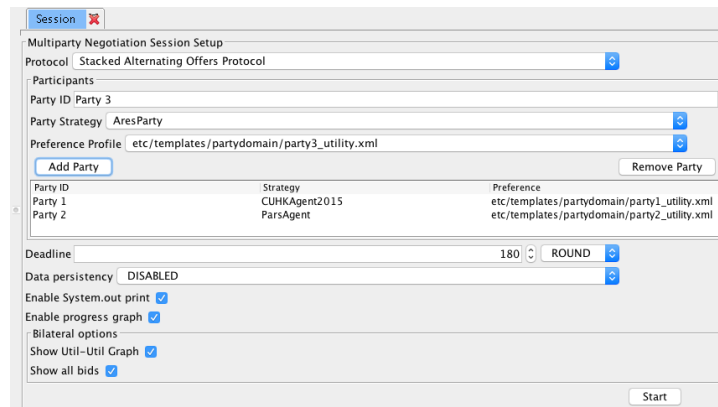 Session
Multiparty Negotiation Session Setup
Protocol Stacked Alternating Offers Protocol
Participants
Party ID Party 3
Party Strategy AresParty
Preference Profile etc/templates/partydomain/party3_utility.xml
Add Party Remove Party
Party ID Strategy Preference
Party 1 CUHKAgent2015 etc/templates/partydomain/party1_utility.xml
Party 2 ParsAgent etc/templates/partydomain/party2_utility.xml
Deadline 180 ROUND
Data persistency DISABLED
Enable System.out print
Enable progress graph
Bilateral options
Show Util-Util Graph
Show all bids
Start